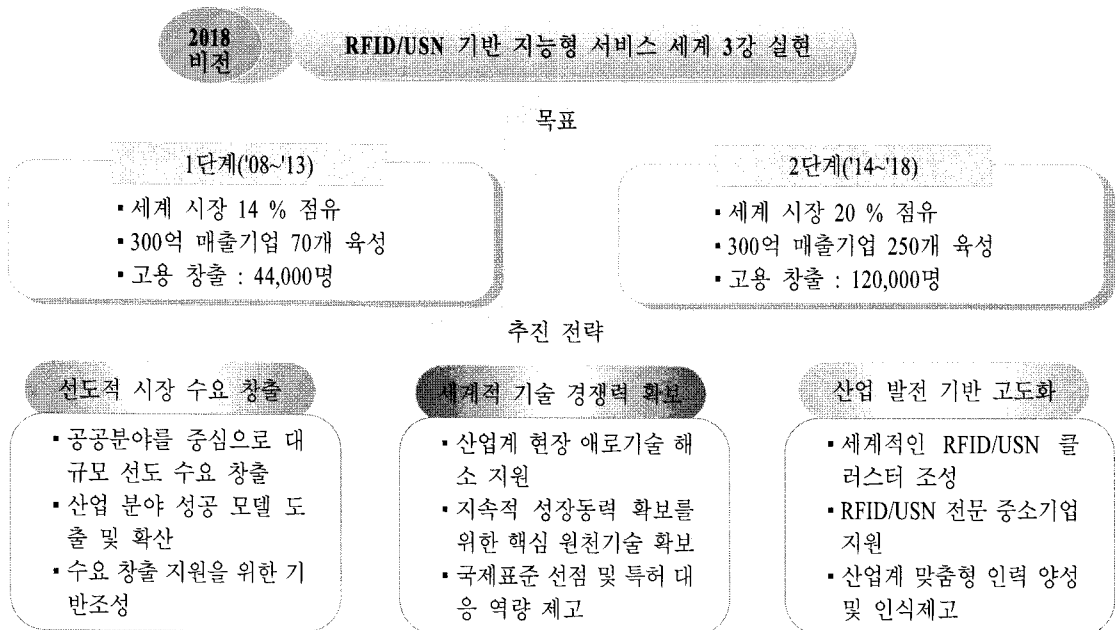 2018
비전
RFID/USN 기반 지능형 서비스 세계 3강 실현
목표
1단계('08~'13)
▪ 세계 시장 14 % 점유
▪ 300억 매출기업 70개 육성
▪ 고용 창출 : 44,000명
2단계('14~'18)
▪ 세계 시장 20 % 점유
▪ 300억 매출기업 250개 육성
▪ 고용 창출 : 120,000명
추진 전략
선도적 시장 수요 창출
▪ 공공분야를 중심으로 대
규모 선도 수요 창출
▪ 산업 분야 성공 모델 도
출 및 확산
▪ 수요 창출 지원을 위한 기
반조성
세계적 기술 경쟁력 확보
▪ 산업계 현장 애로기술 해
소 지원
▪ 지속적 성장동력 확보를
위한 핵심 원천기술 확보
▪ 국제표준 선점 및 특허 대
응 역량 제고
산업 발전 기반 고도화
▪ 세계적인 RFID/USN 클
러스터 조성
▪ RFID/USN 전문 중소기업
지원
▪ 산업계 맞춤형 인력 양성
및 인식제고